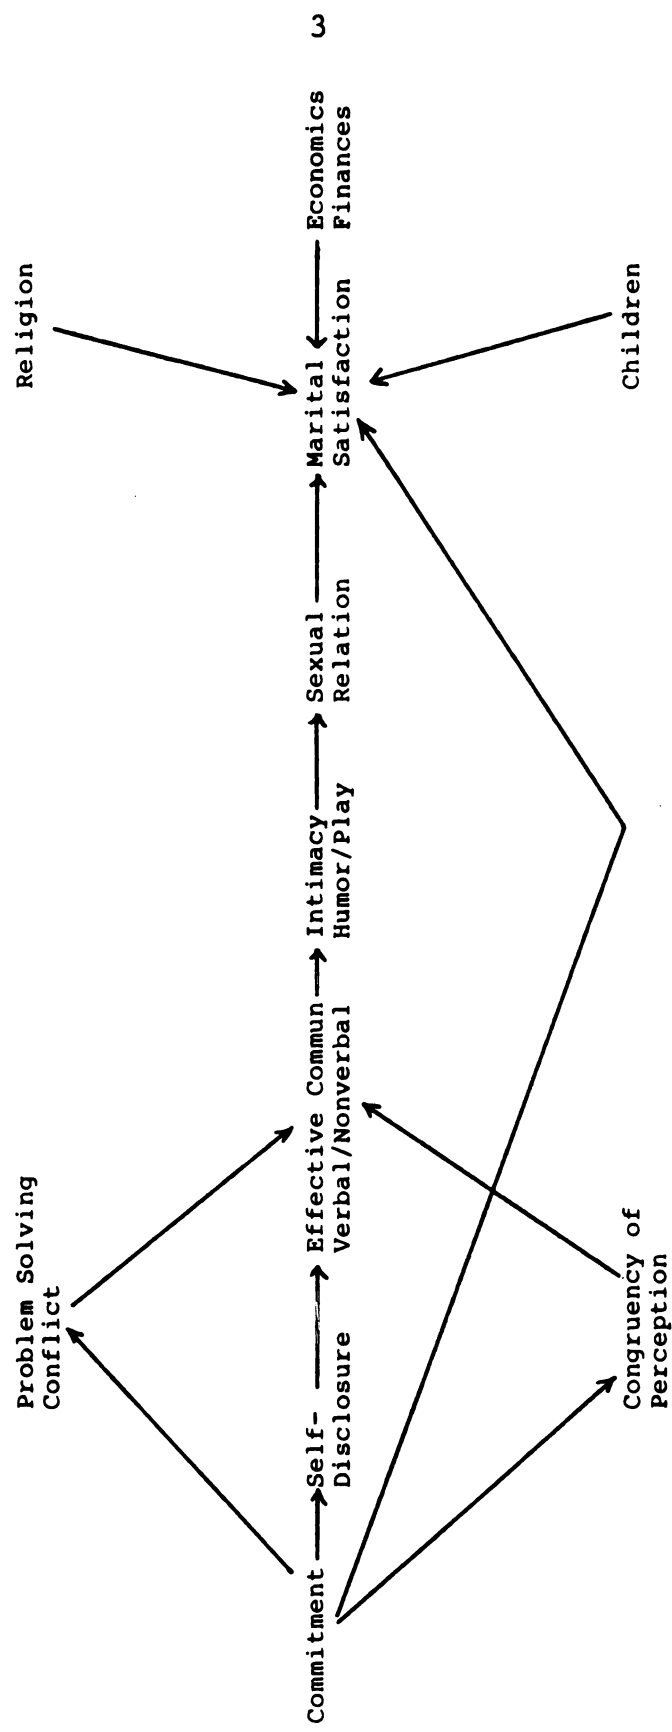 3
Problem Solving
Conflict
Religion
Commitment
Self-
Disclosure
Effective Commun
Verbal/Nonverbal
Intimacy
Humor/Play
Sexual
Relation
Marital
Satisfaction
Economics
Finances
Congruency of
Perception
Children